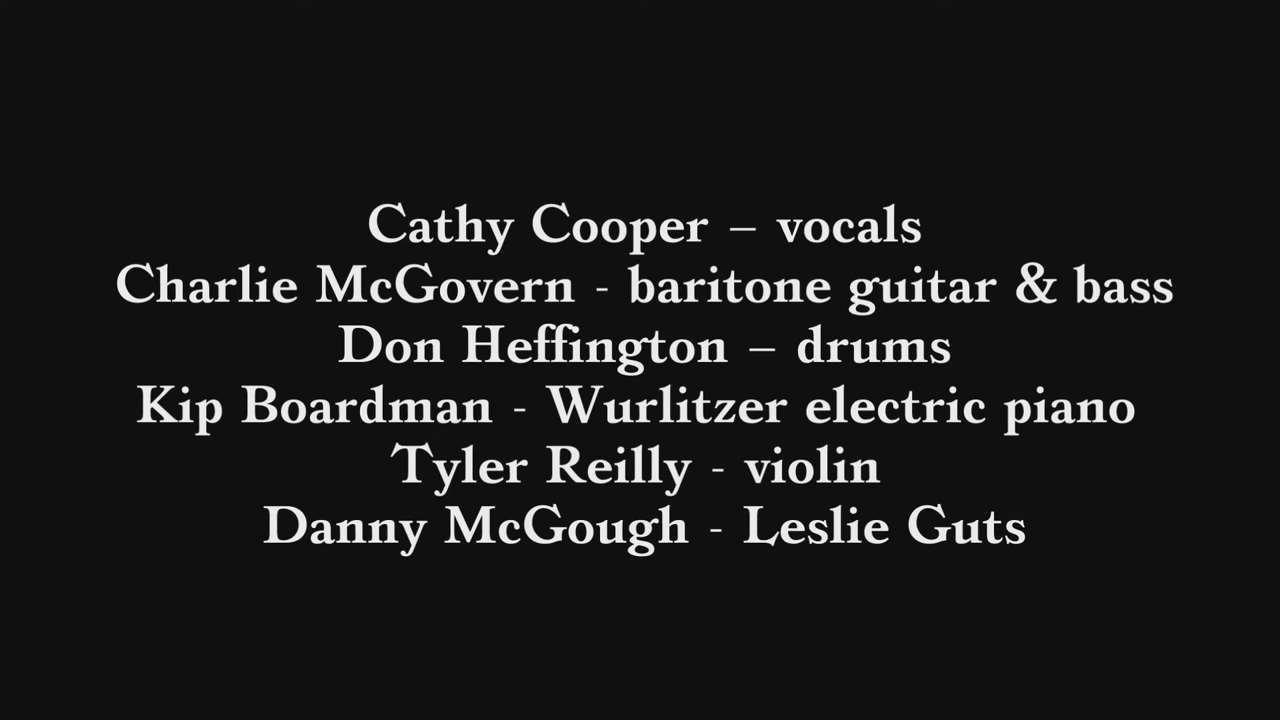 Cathy Cooper – vocals
Charlie McGovern - baritone guitar & bass
Don Heffington – drums
Kip Boardman - Wurlitzer electric piano
Tyler Reilly - violin
Danny McGough - Leslie Guts